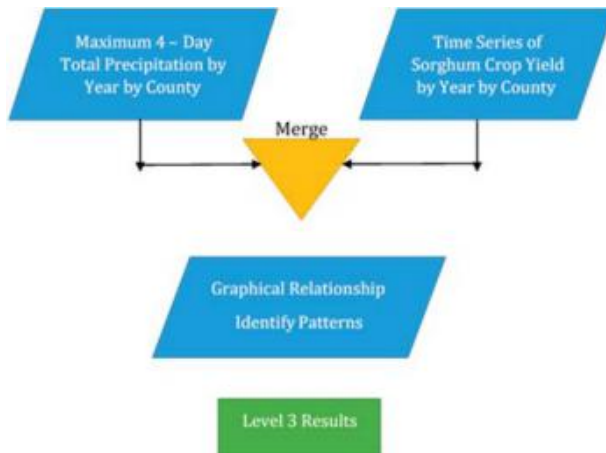 Maximum 4 – Day
Total Precipitation by
Year by County
Time Series of
Sorghum Crop Yield
by Year by County
Merge
Graphical Relationship
Identify Patterns
Level 3 Results